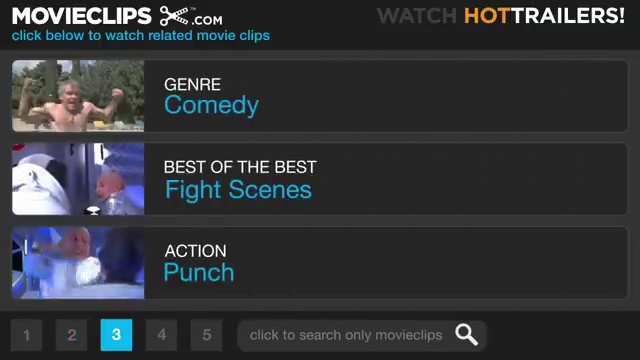 MOVIECLIPS™.COM
WATCH HOTTRAILERS!
click below to watch related movie clips
GENRE
Comedy
BEST OF THE BEST
Fight Scenes
ACTION
Punch
1 2 3 4 5
click to search only movieclips